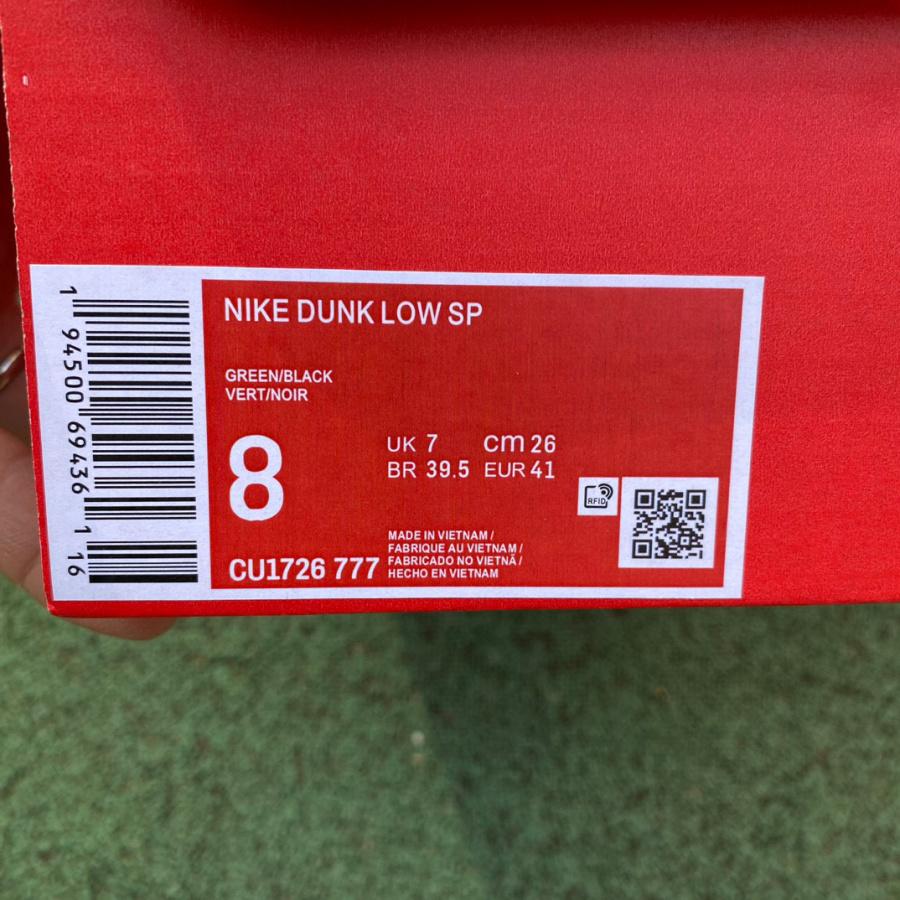 NIKE DUNK LOW SP
GREEN/BLACK
VERT/NOIR
8
UK 7 cm 26
BR 39.5 EUR 41
RFID
CU1726 777
MADE IN VIETNAM /
FABRIQUE AU VIETNAM /
FABRICADO NO VIETNÃ /
HECHO EN VIETNAM
1 94500 69436 1 16